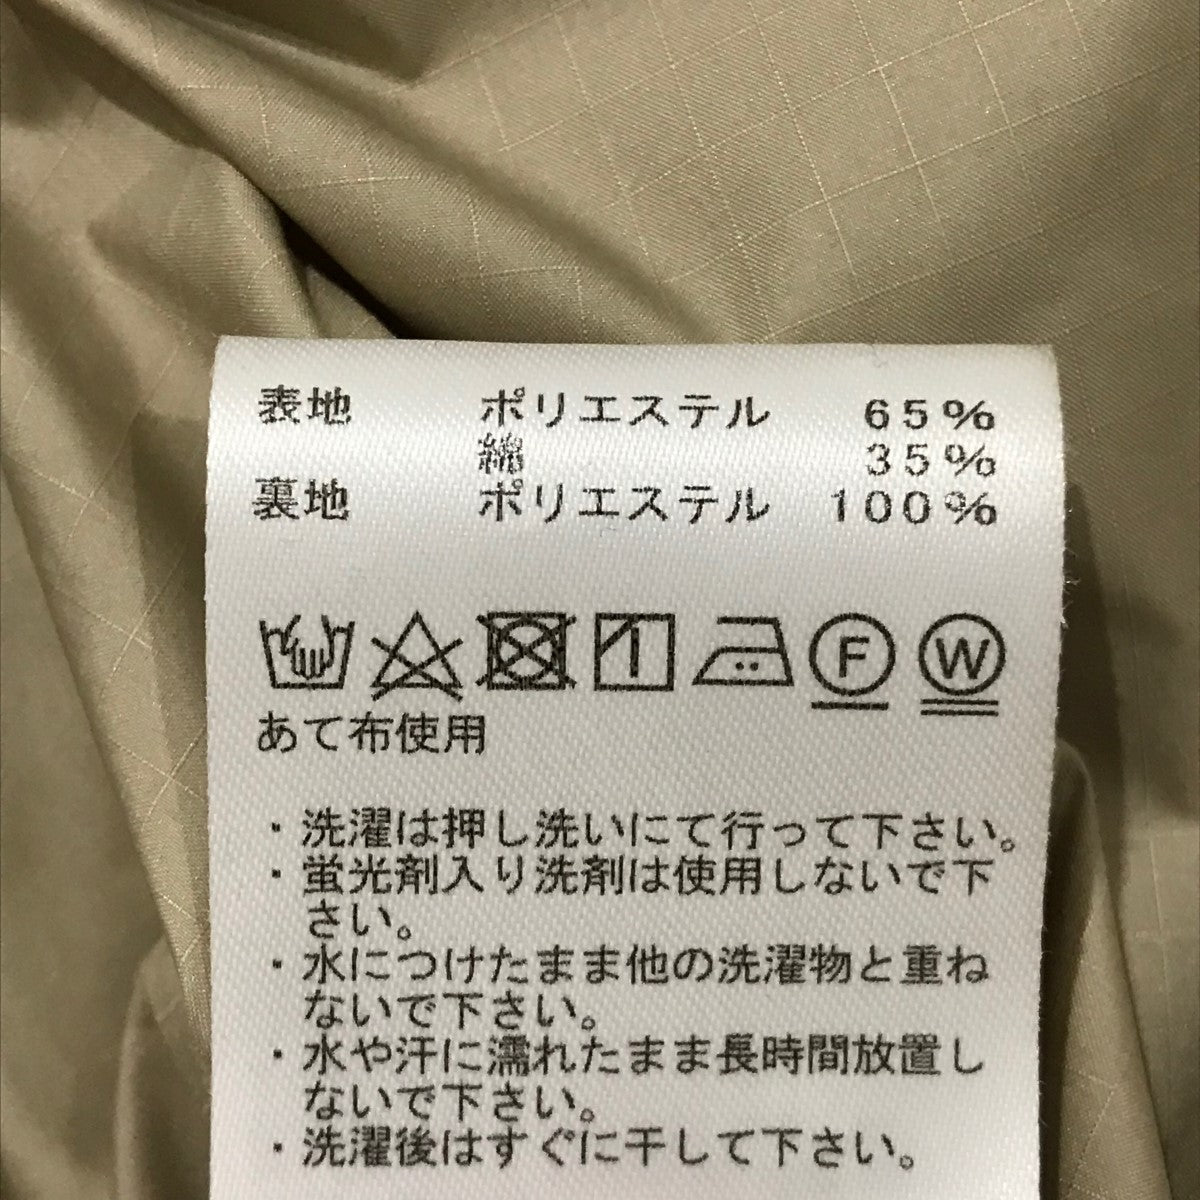 表地 ポリエステル 65%
綿 35%
裏地 ポリエステル 100%
F W
あて布使用
・洗濯は押し洗いにて行って下さい。
・蛍光剤入り洗剤は使用しないで下
さい。
・水につけたまま他の洗濯物と重ね
ないで下さい。
・水や汗に濡れたまま長時間放置し
ないで下さい。
・洗濯後はすぐに干して下さい。